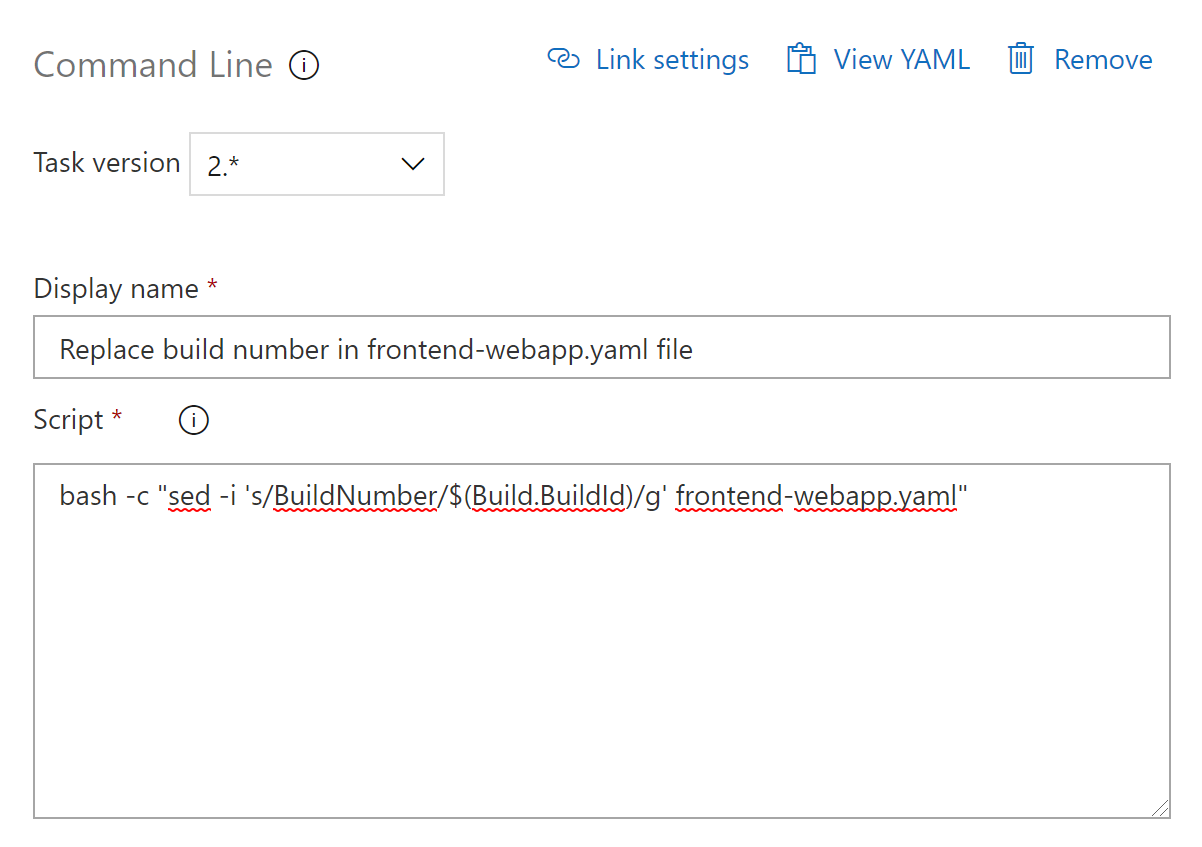 Command Line
Link settings
View YAML
Remove
Task version
2.*
Display name *
Replace build number in frontend-webapp.yaml file
Script *
bash -c "sed -i 's/BuildNumber/$(Build.BuildId)/g' frontend-webapp.yaml"